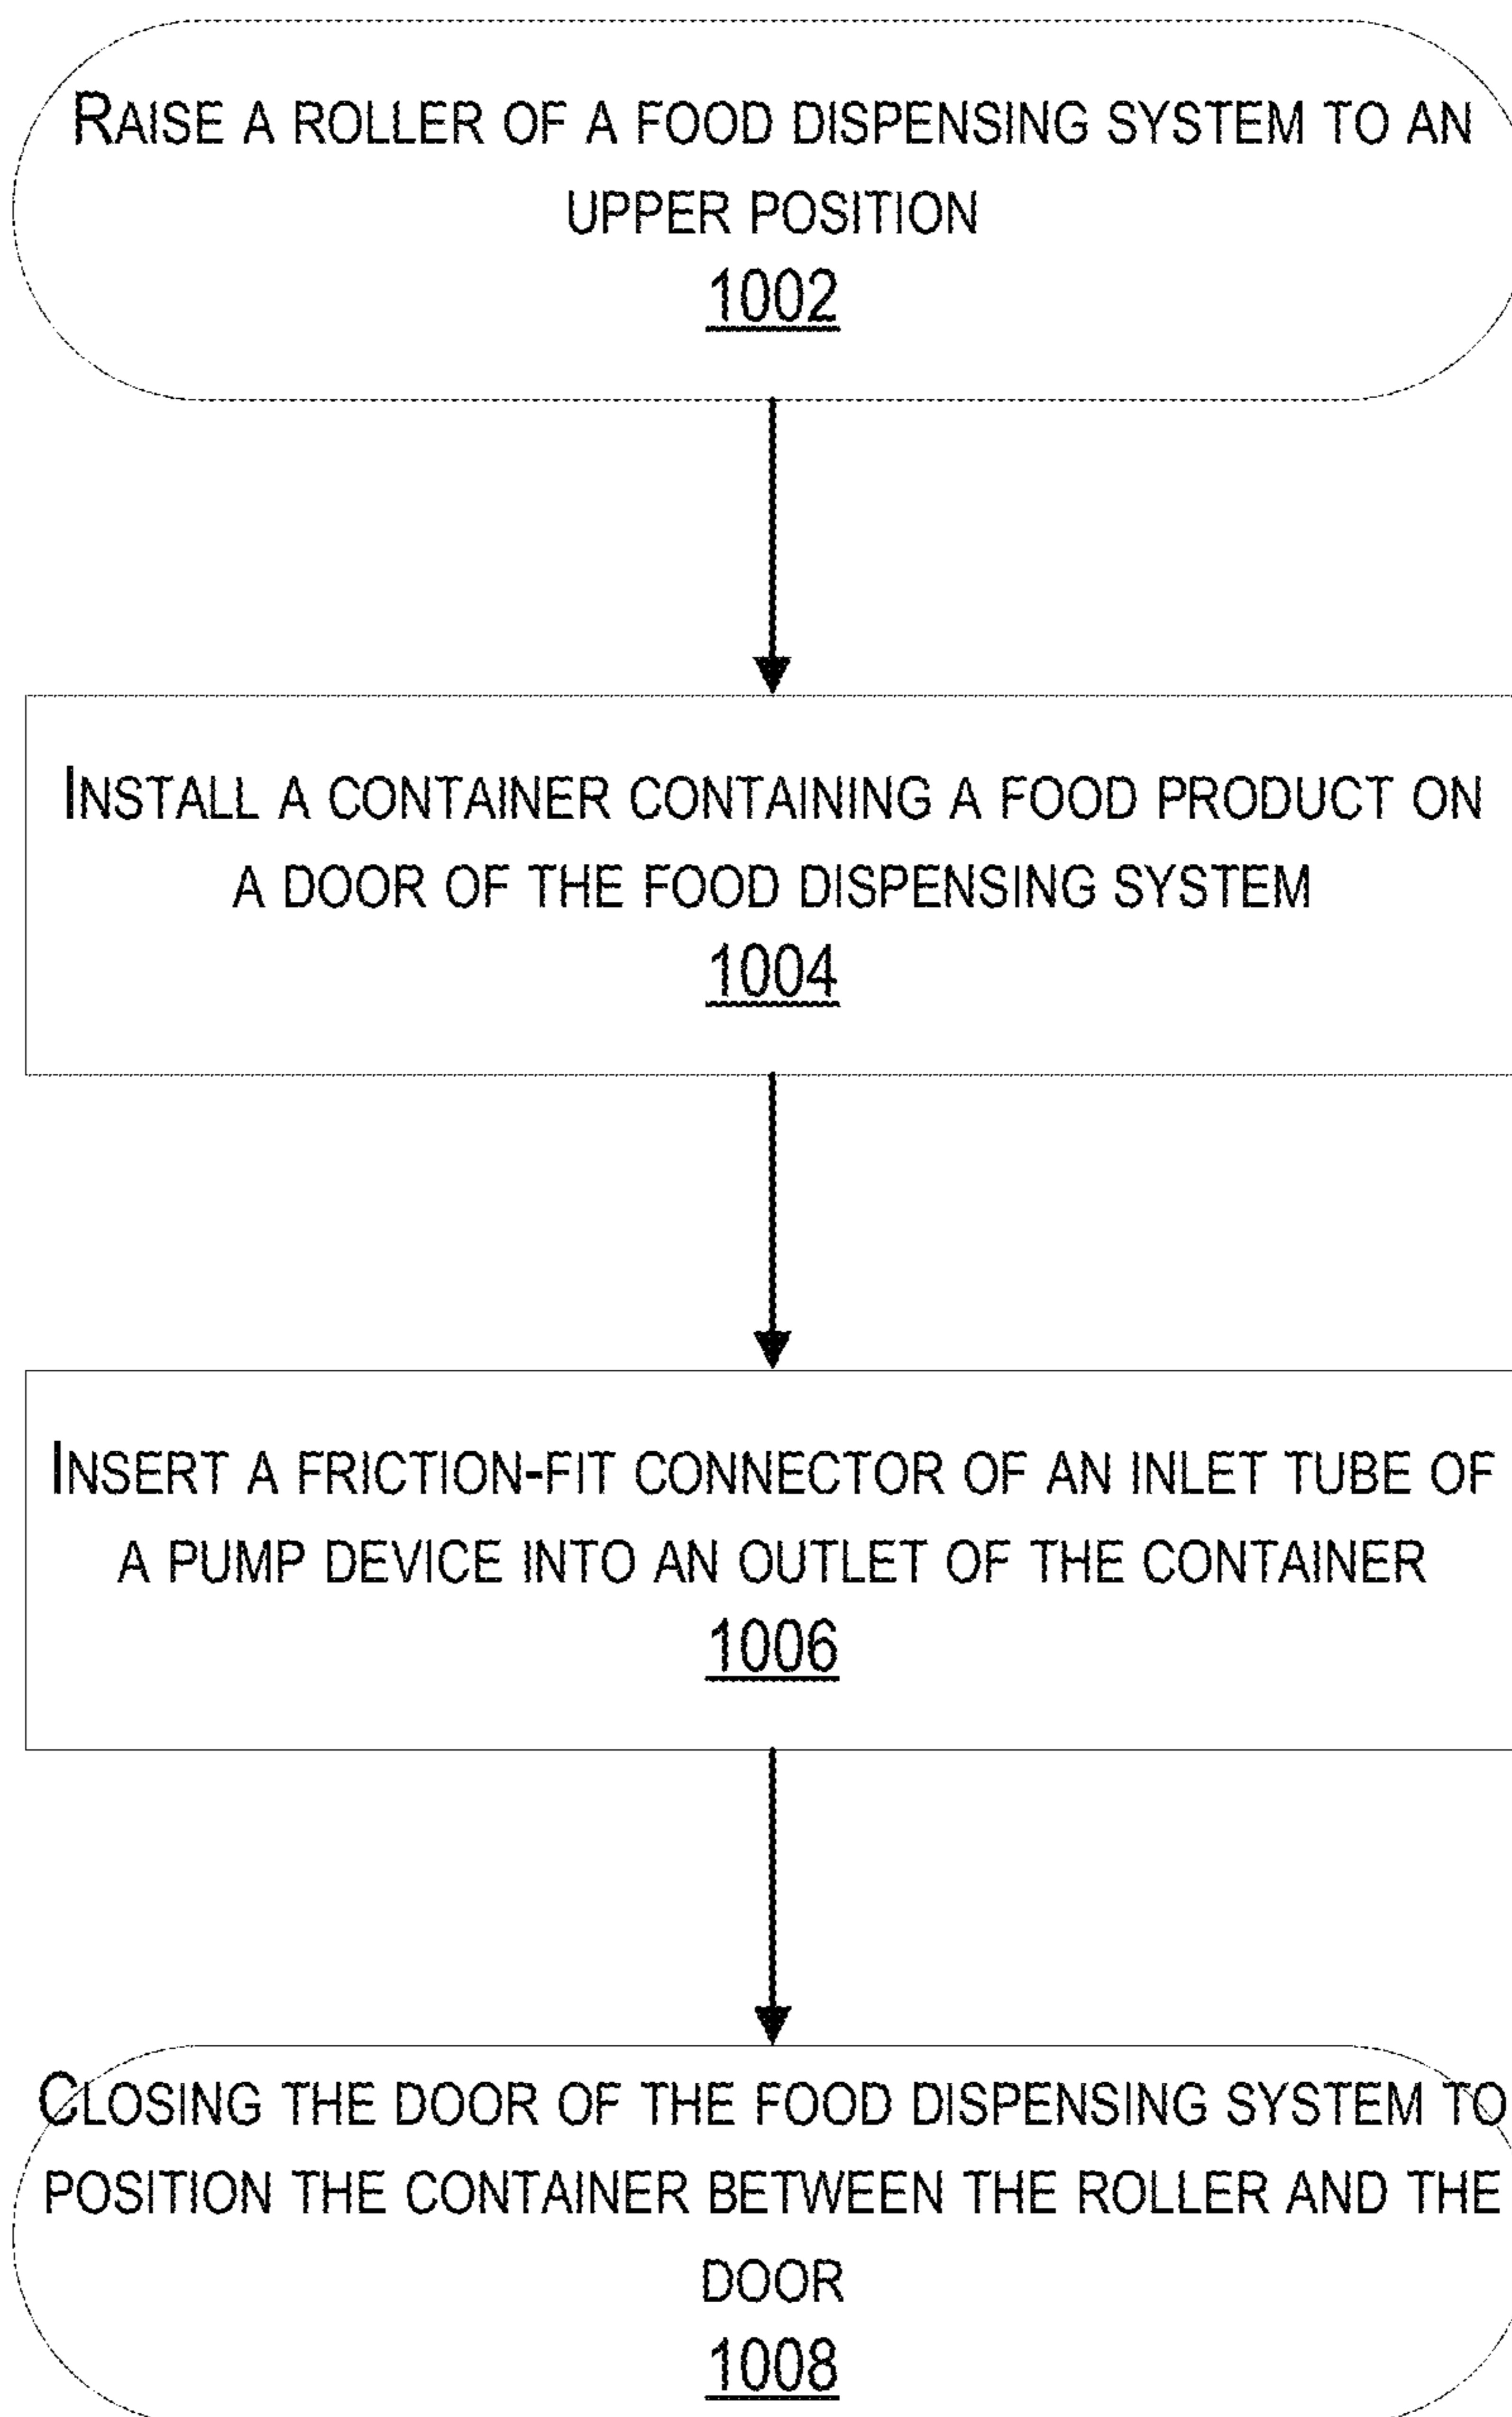 RAISE A ROLLER OF A FOOD DISPENSING SYSTEM TO AN
UPPER POSITION
1002
INSTALL A CONTAINER CONTAINING A FOOD PRODUCT ON
A DOOR OF THE FOOD DISPENSING SYSTEM
1004
INSERT A FRICTION-FIT CONNECTOR OF AN INLET TUBE OF
A PUMP DEVICE INTO AN OUTLET OF THE CONTAINER
1006
CLOSING THE DOOR OF THE FOOD DISPENSING SYSTEM TO
POSITION THE CONTAINER BETWEEN THE ROLLER AND THE
DOOR
1008